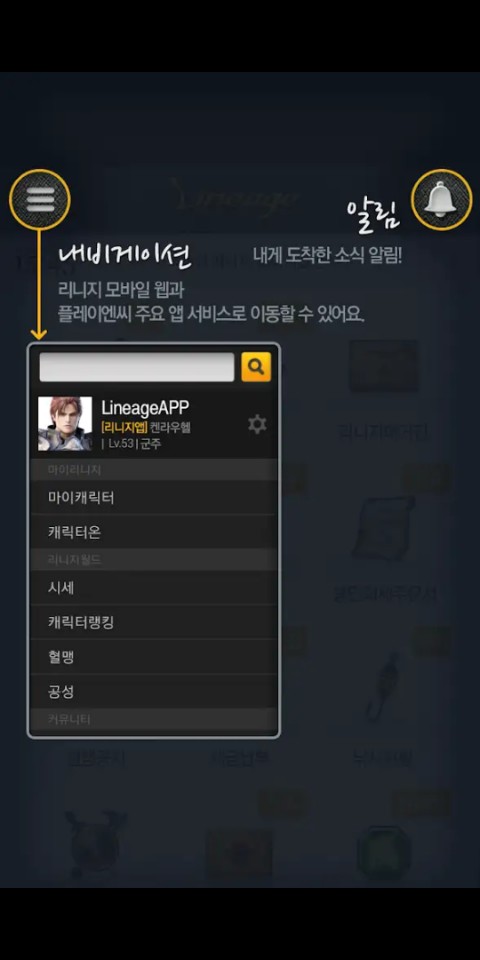 Lineage
알림
내비게이션
내게 도착한 소식 알림!
리니지 모바일 웹과
플레이엔씨 주요 앱 서비스로 이동할 수 있어요.
LineageAPP
[리니지앱] 켄라우헬
| Lv.53 | 군주
마이리니지
마이캐릭터
캐릭터온
리니지월드
시세
캐릭터랭킹
혈맹
공성
커뮤니티